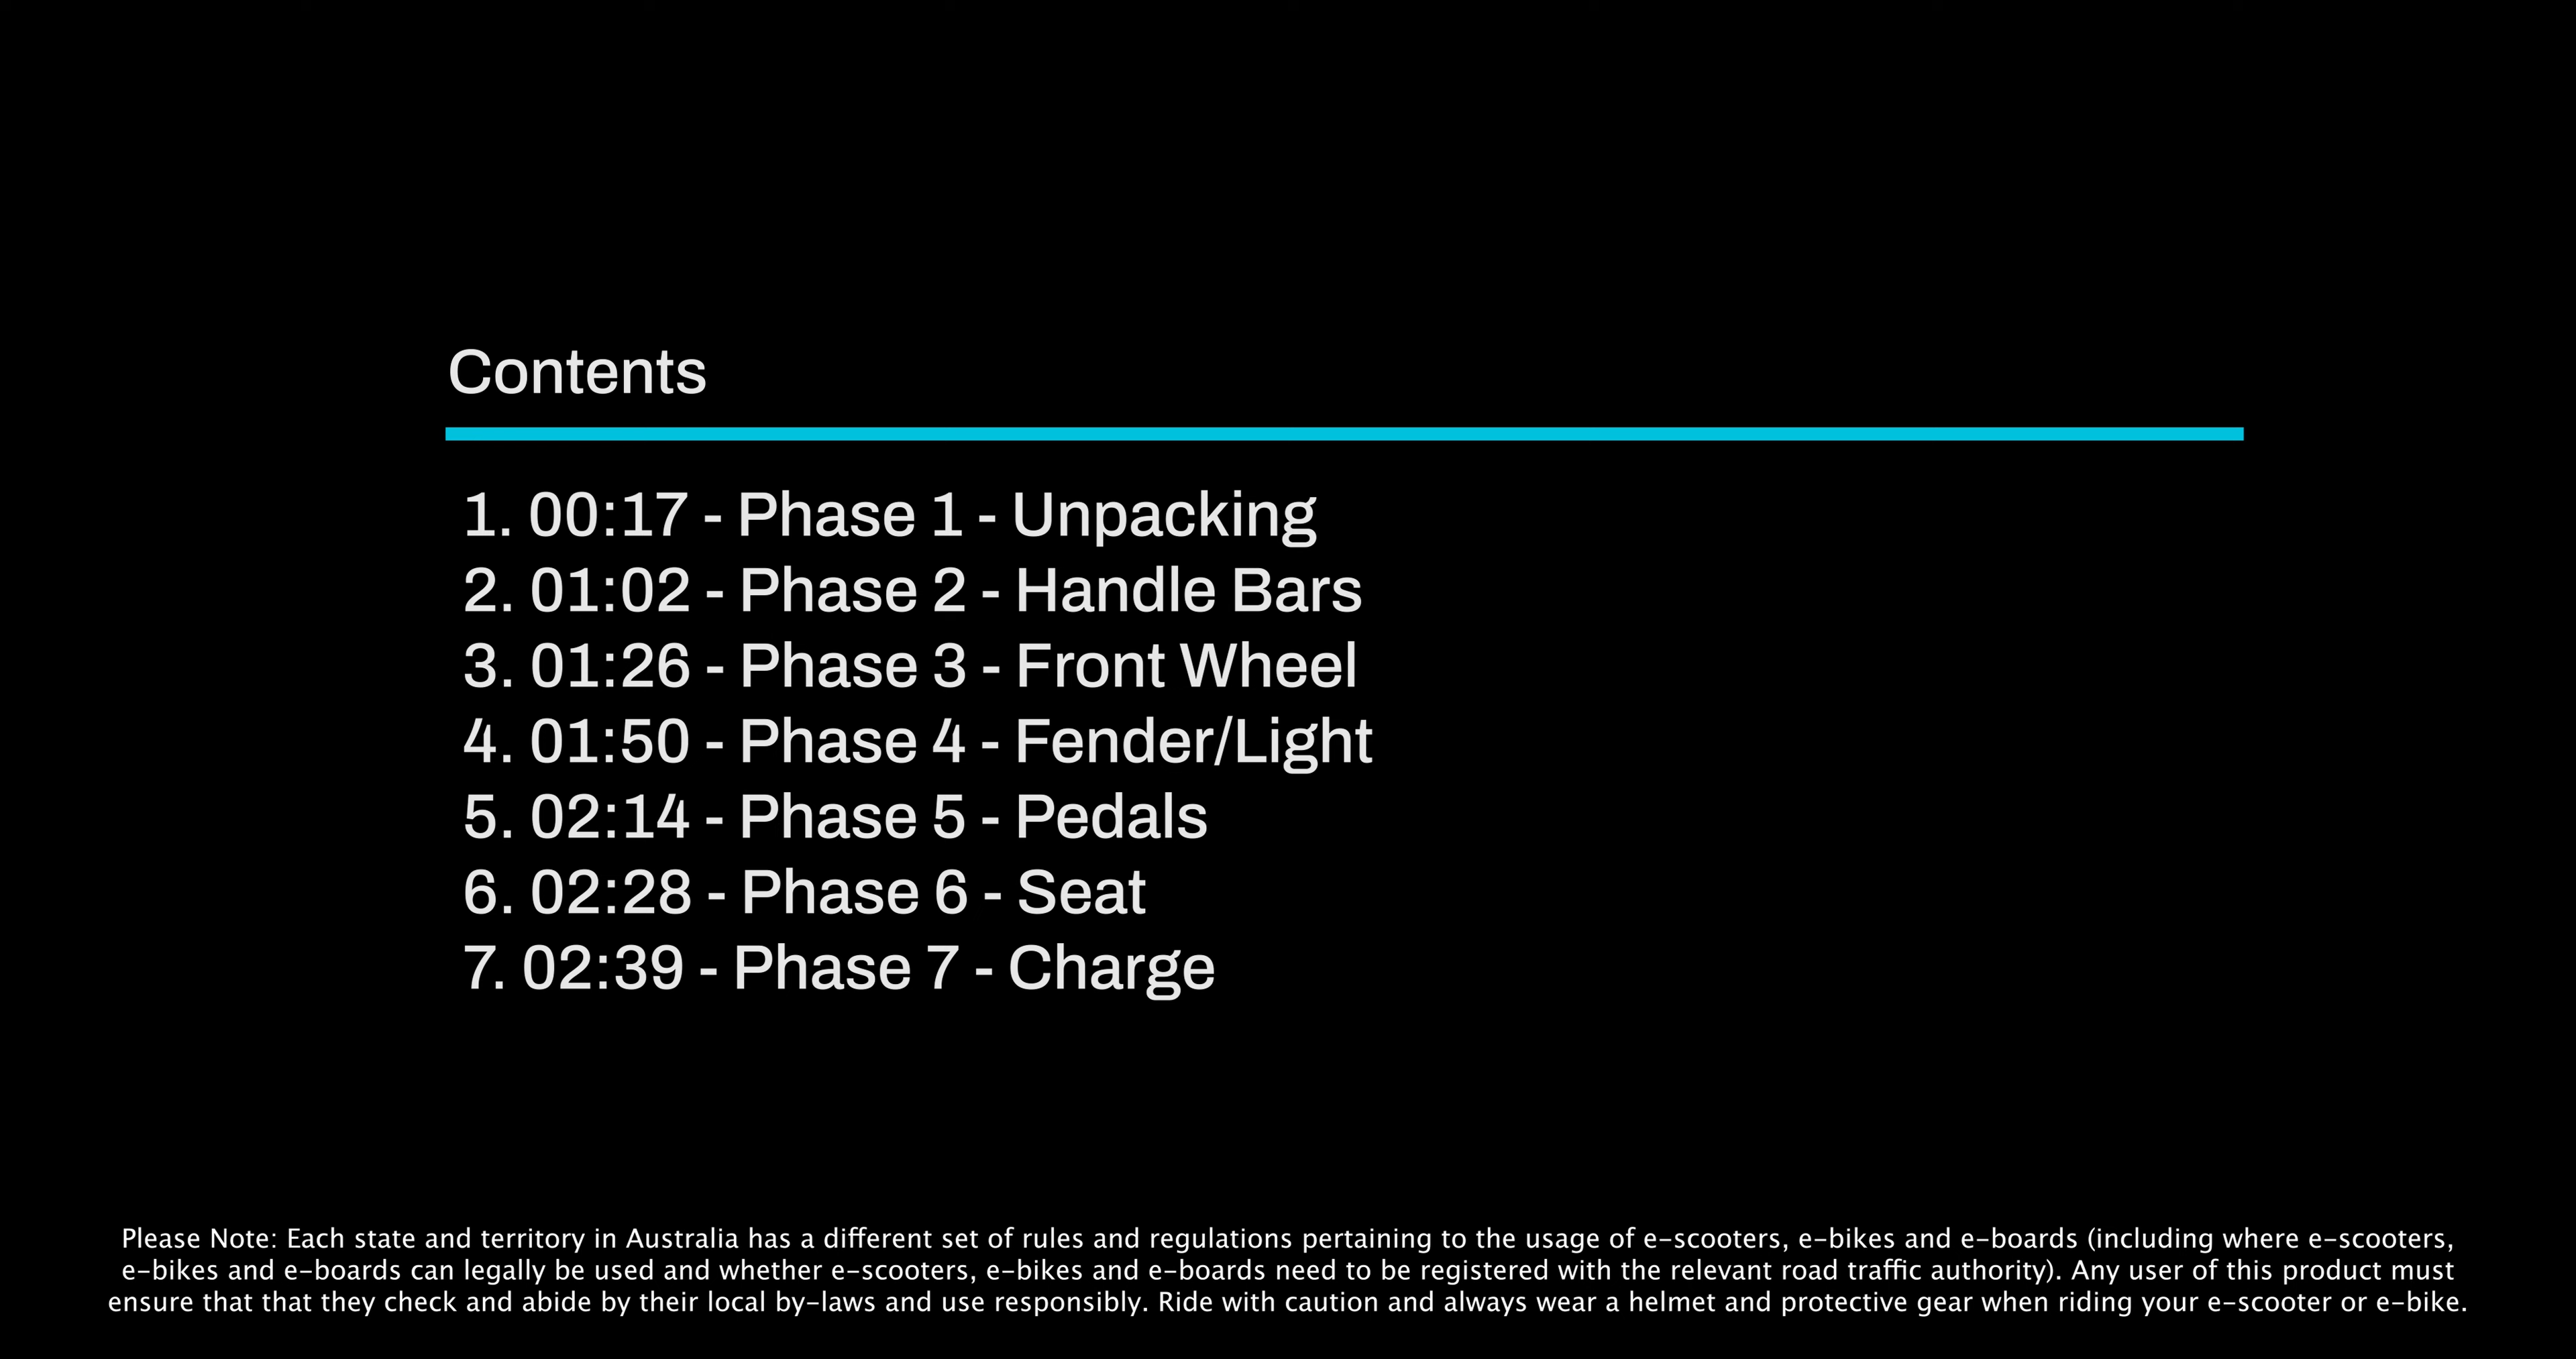 Contents
1. 00:17 - Phase 1 - Unpacking
2. 01:02 - Phase 2 - Handle Bars
3. 01:26 - Phase 3 - Front Wheel
4. 01:50 - Phase 4 - Fender/Light
5. 02:14 - Phase 5 - Pedals
6. 02:28 - Phase 6 - Seat
7. 02:39 - Phase 7 - Charge
Please Note: Each state and territory in Australia has a different set of rules and regulations pertaining to the usage of e-scooters, e-bikes and e-boards (including where e-scooters,
e-bikes and e-boards can legally be used and whether e-scooters, e-bikes and e-boards need to be registered with the relevant road traffic authority). Any user of this product must
ensure that that they check and abide by their local by-laws and use responsibly. Ride with caution and always wear a helmet and protective gear when riding your e-scooter or e-bike.